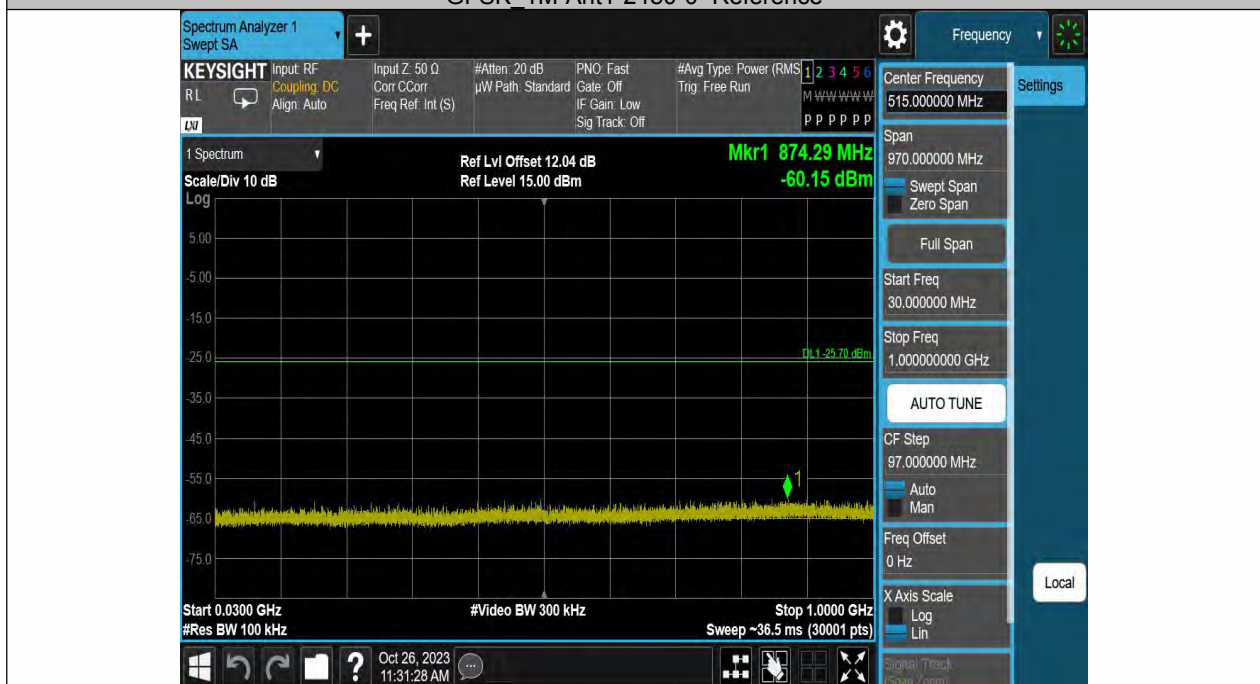 Spectrum Analyzer 1
Swept SA
Frequency
KEYSIGHT
RL
LXI
Input: RF
Coupling: DC
Align: Auto
Input Z: 50 Ω
Corr CCorr
Freq Ref: Int (S)
#Atten: 20 dB
µW Path: Standard
PNO: Fast
Gate: Off
IF Gain: Low
Sig Track: Off
#Avg Type: Power (RMS
Trig: Free Run
1 2 3 4 5 6
M W W W W W
P P P P P P
1 Spectrum
Scale/Div 10 dB
Ref Lvl Offset 12.04 dB
Ref Level 15.00 dBm
Mkr1 874.29 MHz
-60.15 dBm
Log
5.00
-5.00
-15.0
-25.0
-35.0
-45.0
-55.0
-65.0
-75.0
DL1 -25.70 dBm
1
Start 0.0300 GHz
#Res BW 100 kHz
#Video BW 300 kHz
Stop 1.0000 GHz
Sweep ~36.5 ms (30001 pts)
Oct 26, 2023
11:31:28 AM
Center Frequency
515.000000 MHz
Settings
Span
970.000000 MHz
Swept Span
Zero Span
Full Span
Start Freq
30.000000 MHz
Stop Freq
1.000000000 GHz
AUTO TUNE
CF Step
97.000000 MHz
Auto
Man
Freq Offset
0 Hz
X Axis Scale
Log
Lin
Signal Track
Local